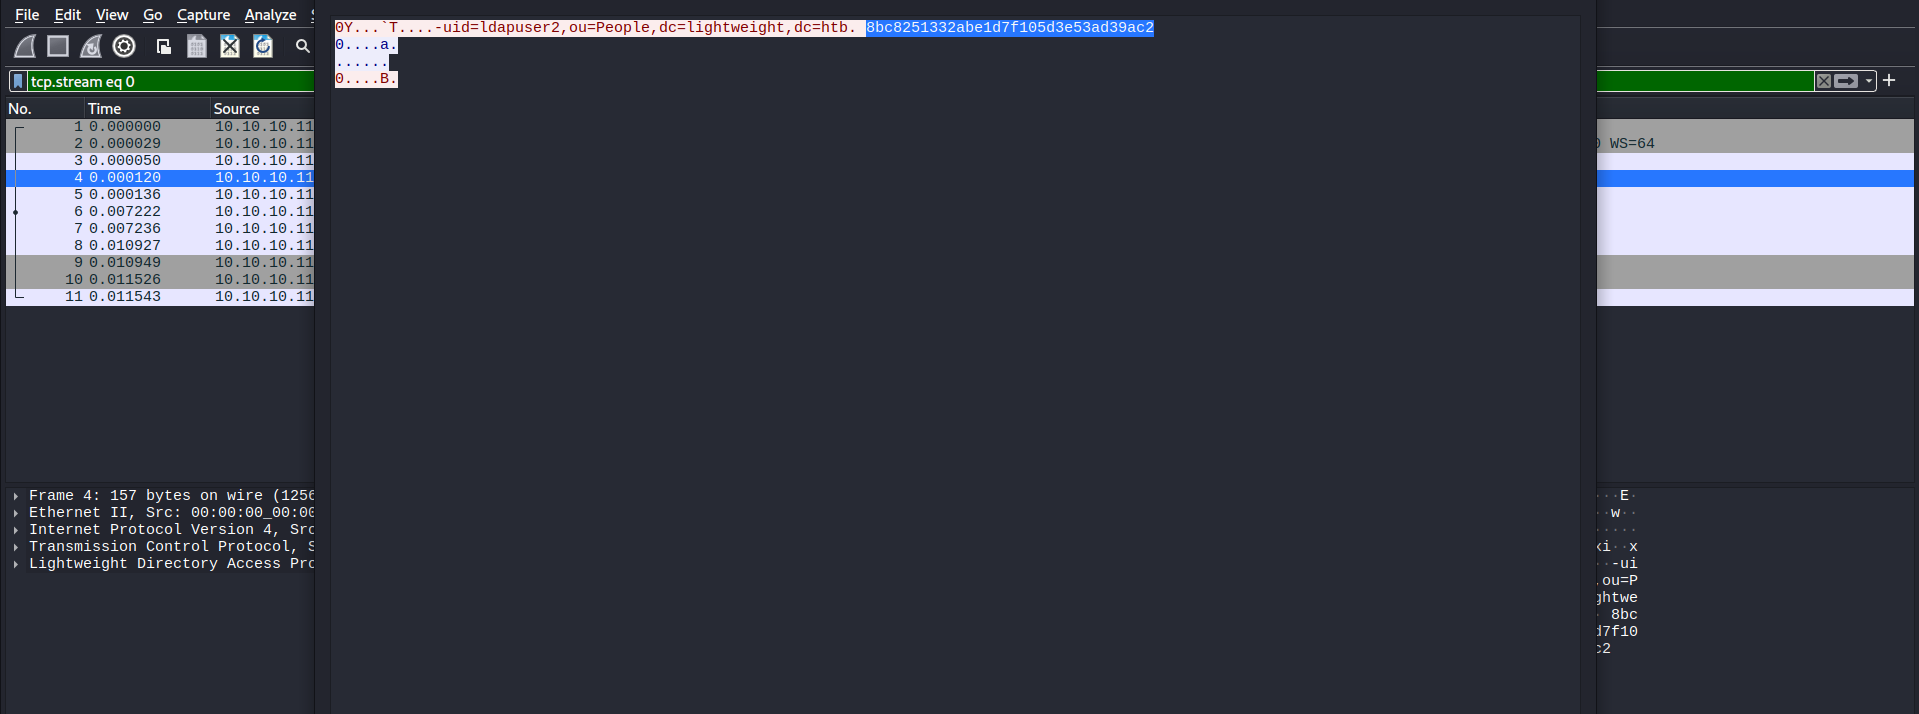 File Edit View Go Capture Analyze
tcp.stream eq 0
No. Time Source
1 0.000000 10.10.10.11
2 0.000029 10.10.10.11
3 0.000050 10.10.10.11
4 0.000120 10.10.10.11
5 0.000136 10.10.10.11
6 0.007222 10.10.10.11
7 0.007236 10.10.10.11
8 0.010927 10.10.10.11
9 0.010949 10.10.10.11
10 0.011526 10.10.10.11
11 0.011543 10.10.10.11
Frame 4: 157 bytes on wire (1256
Ethernet II, Src: 00:00:00_00:00
Internet Protocol Version 4, Src
Transmission Control Protocol, S
Lightweight Directory Access Pro
0Y...`T....-uid=ldapuser2,ou=People,dc=lightweight,dc=htb. 8bc8251332abe1d7f105d3e53ad39ac2
0....a.
......
0....B.
WS=64
···E·
··w··
·····
xi··x
··-ui
,ou=P
ghtwe
· 8bc
d7f10
c2